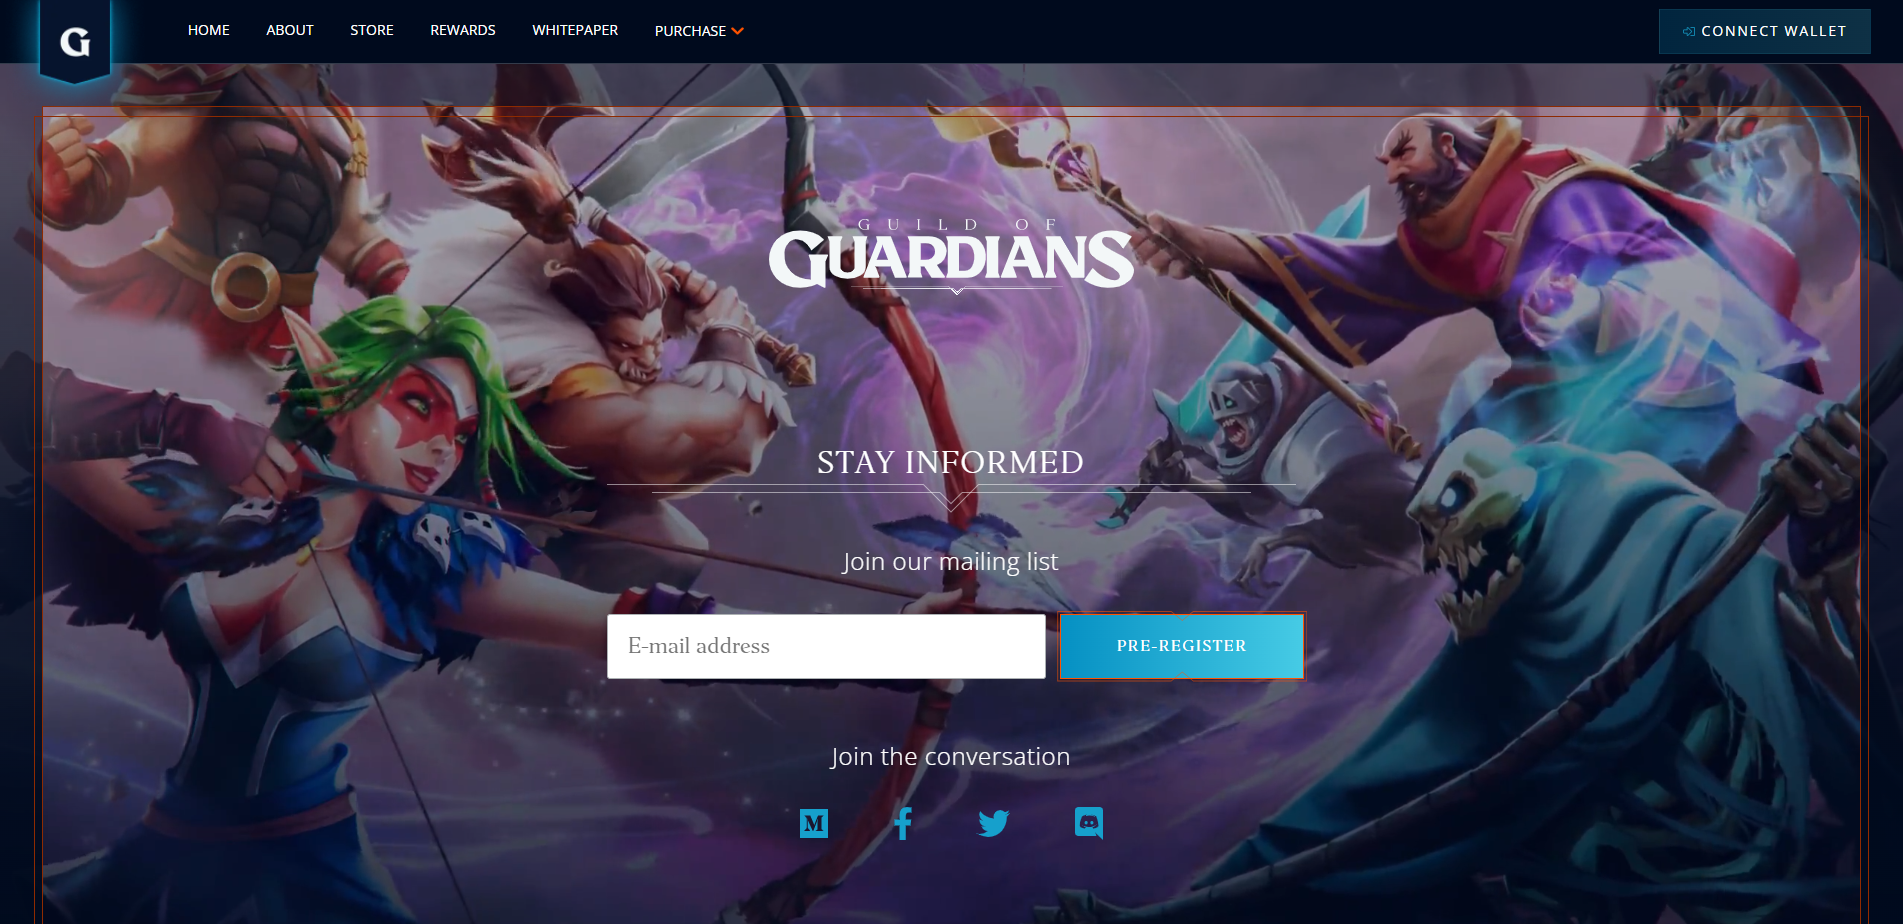 G
HOME
ABOUT
STORE
REWARDS
WHITEPAPER
PURCHASE
CONNECT WALLET
GUILD OF
GUARDIANS
STAY INFORMED
Join our mailing list
E-mail address
PRE-REGISTER
Join the conversation
M